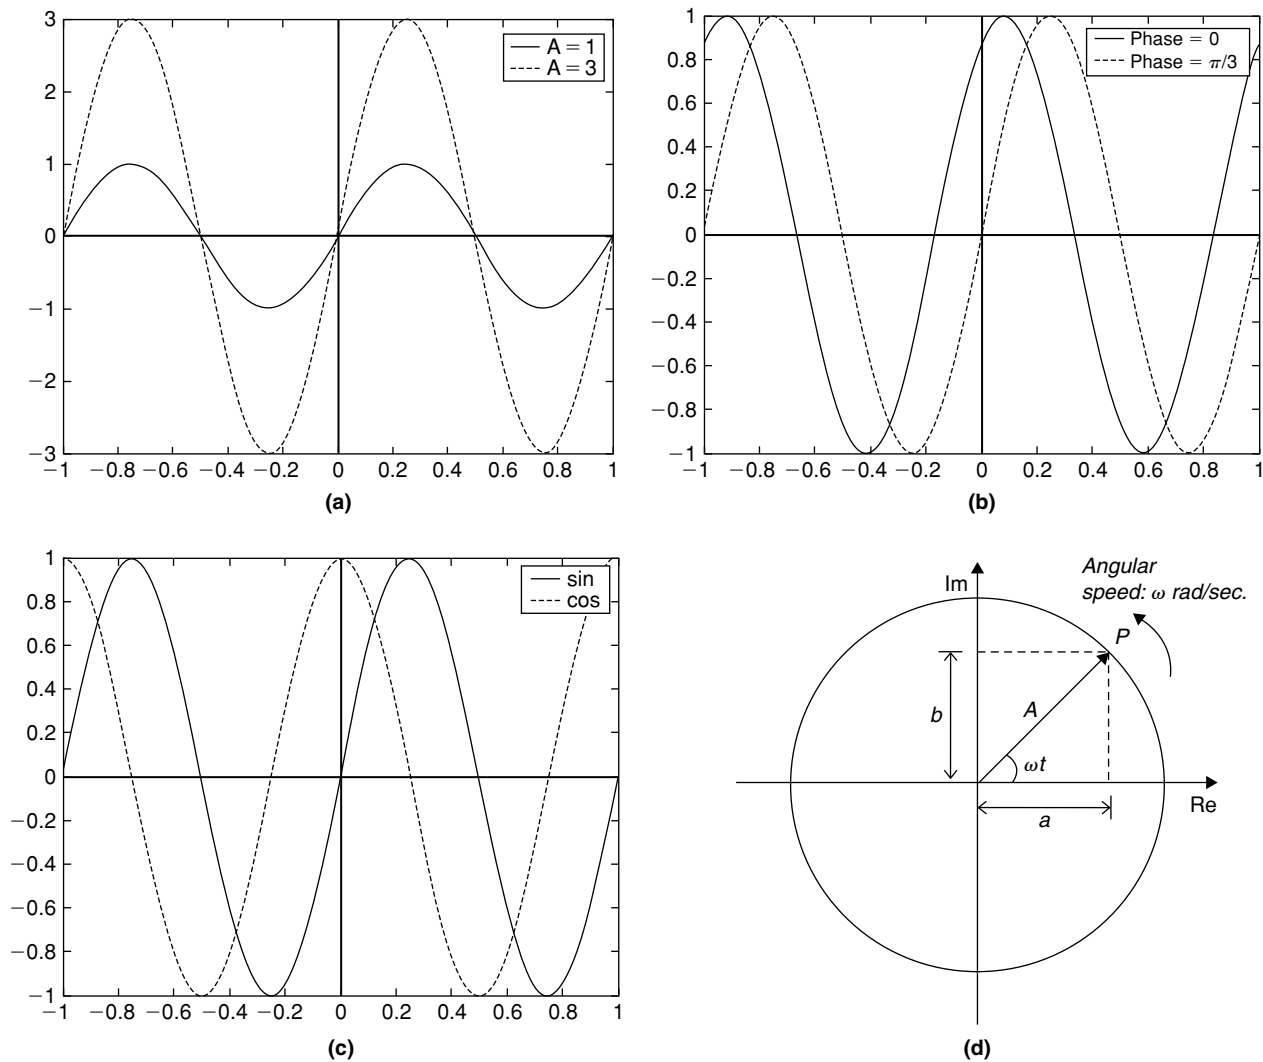 3
2
1
0
−1
−2
−3
−1 −0.8 −0.6 −0.4 −0.2 0 0.2 0.4 0.6 0.8 1
A = 1
A = 3
(a)
1
0.8
0.6
0.4
0.2
0
−0.2
−0.4
−0.6
−0.8
−1
−1 −0.8 −0.6 −0.4 −0.2 0 0.2 0.4 0.6 0.8 1
Phase = 0
Phase = π/3
(b)
1
0.8
0.6
0.4
0.2
0
−0.2
−0.4
−0.6
−0.8
−1
−1 −0.8 −0.6 −0.4 −0.2 0 0.2 0.4 0.6 0.8 1
sin
cos
(c)
Im
Angular
speed: ω rad/sec.
P
A
b
ωt
a
Re
(d)